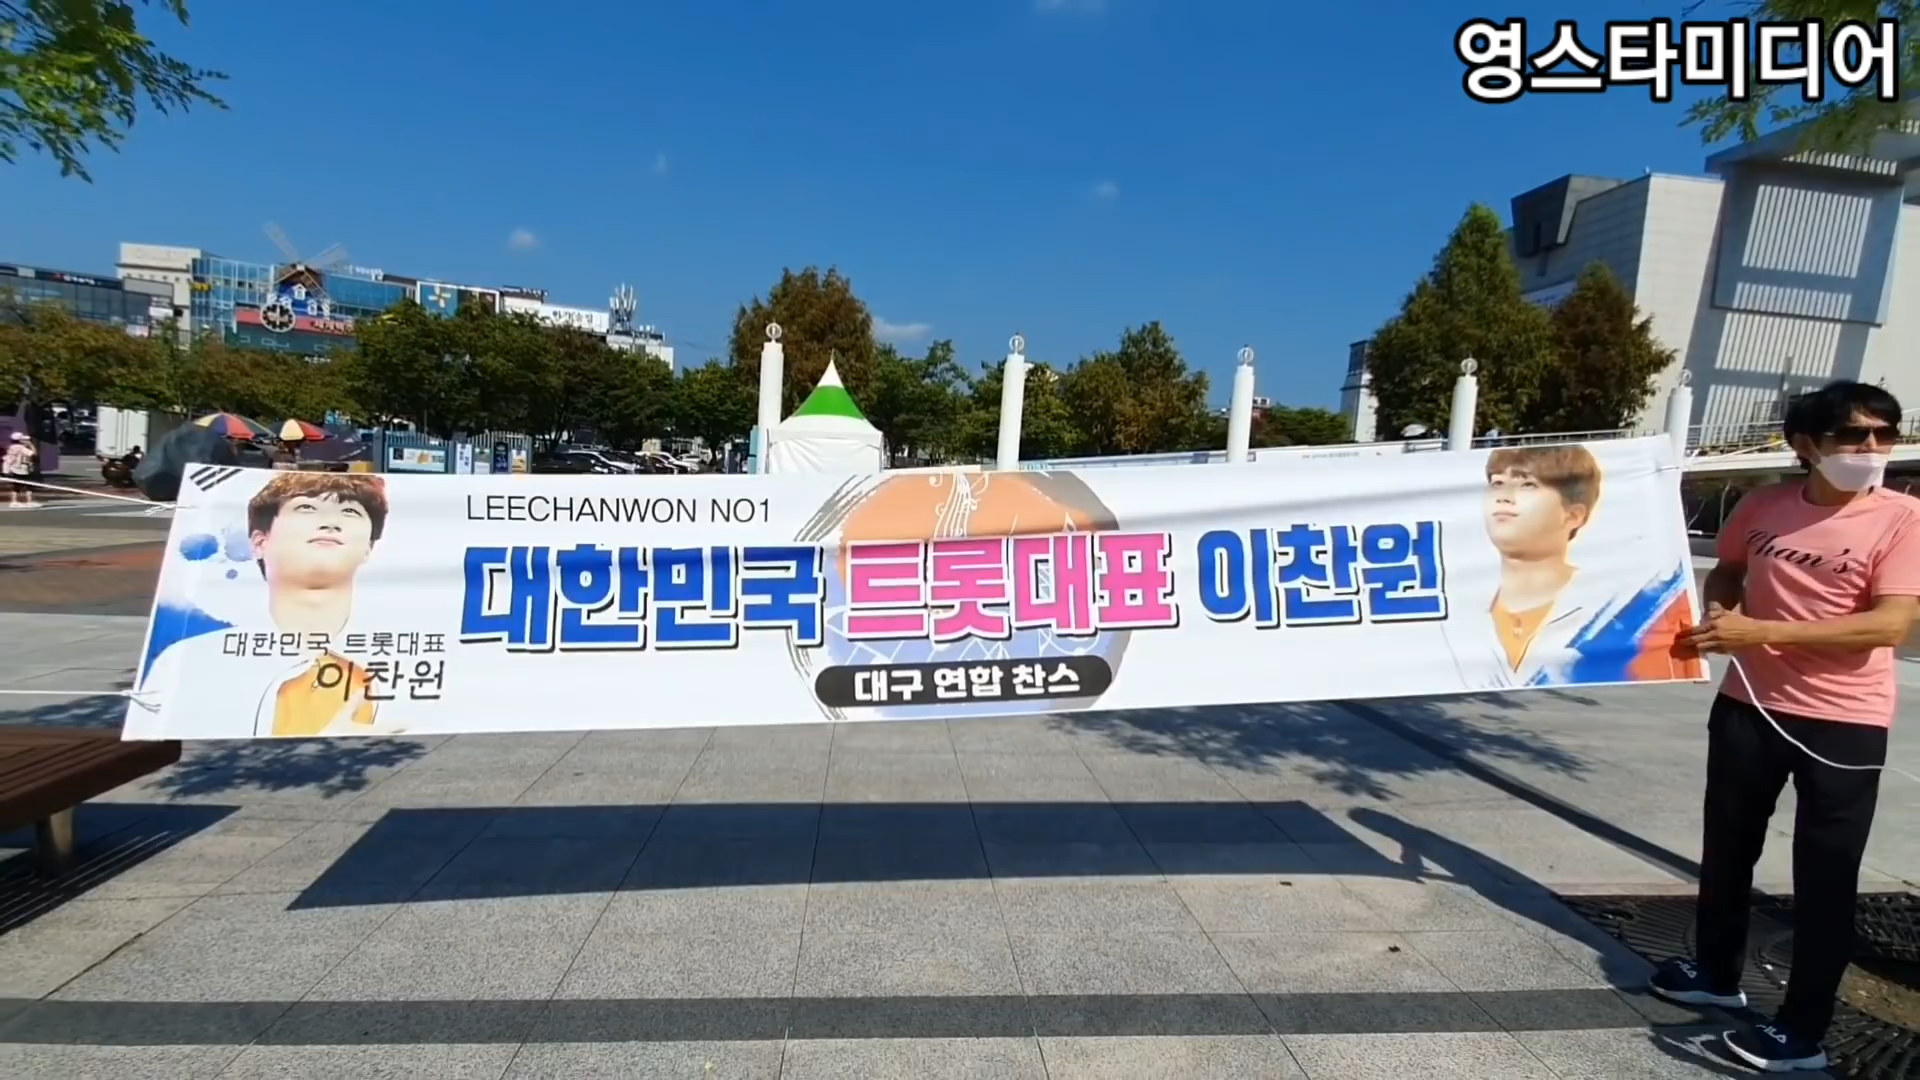 영스타미디어
LEECHANWON NO1
대한민국 트롯대표 이찬원
대한민국 트롯대표
이찬원
대구 연합 찬스
Chan's
FILA
FILA